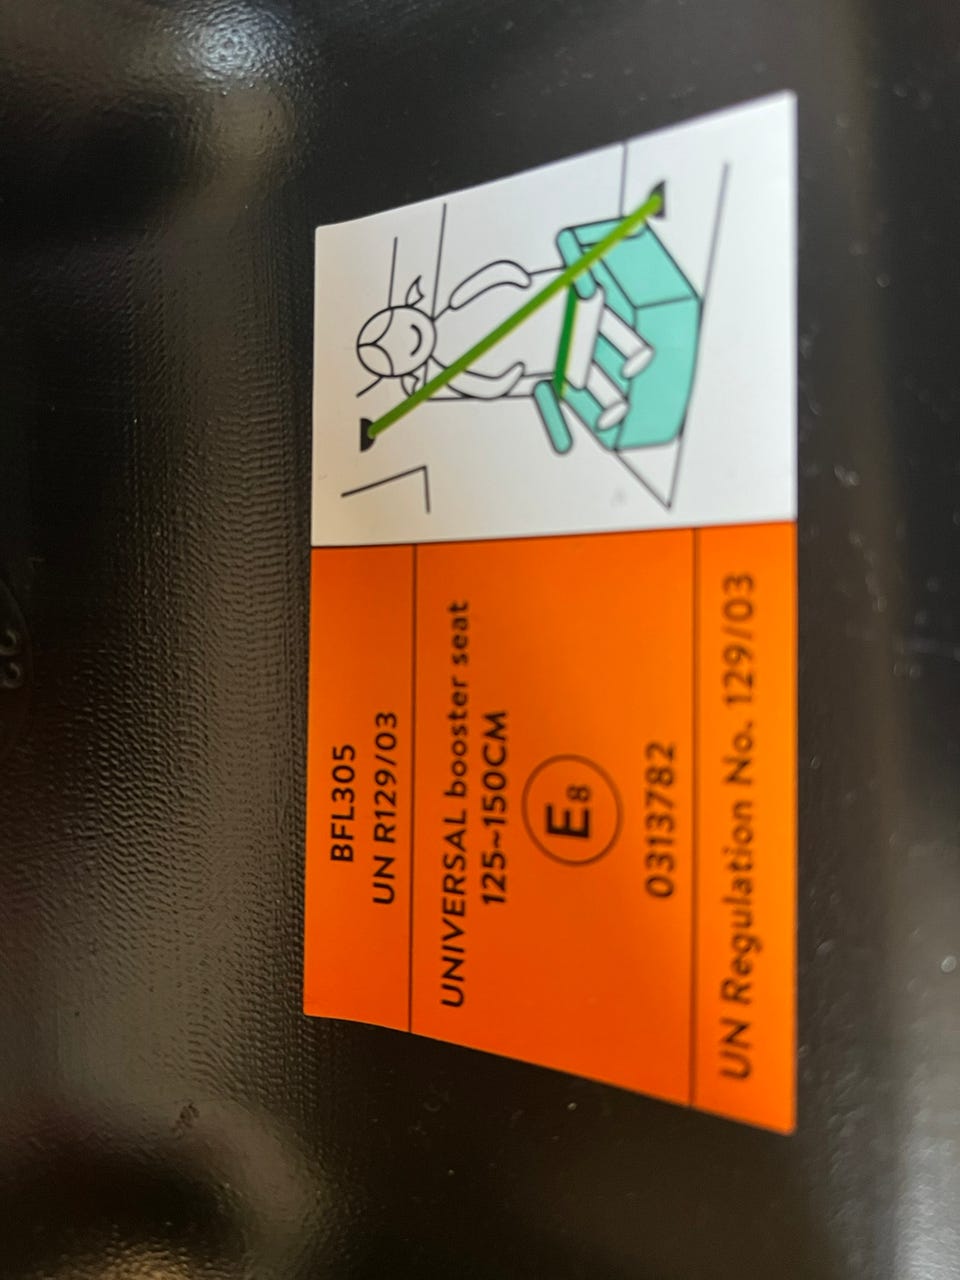 BFL305
UN R129/03
UNIVERSAL booster seat
125~150CM
E8
0313782
UN Regulation No. 129/03